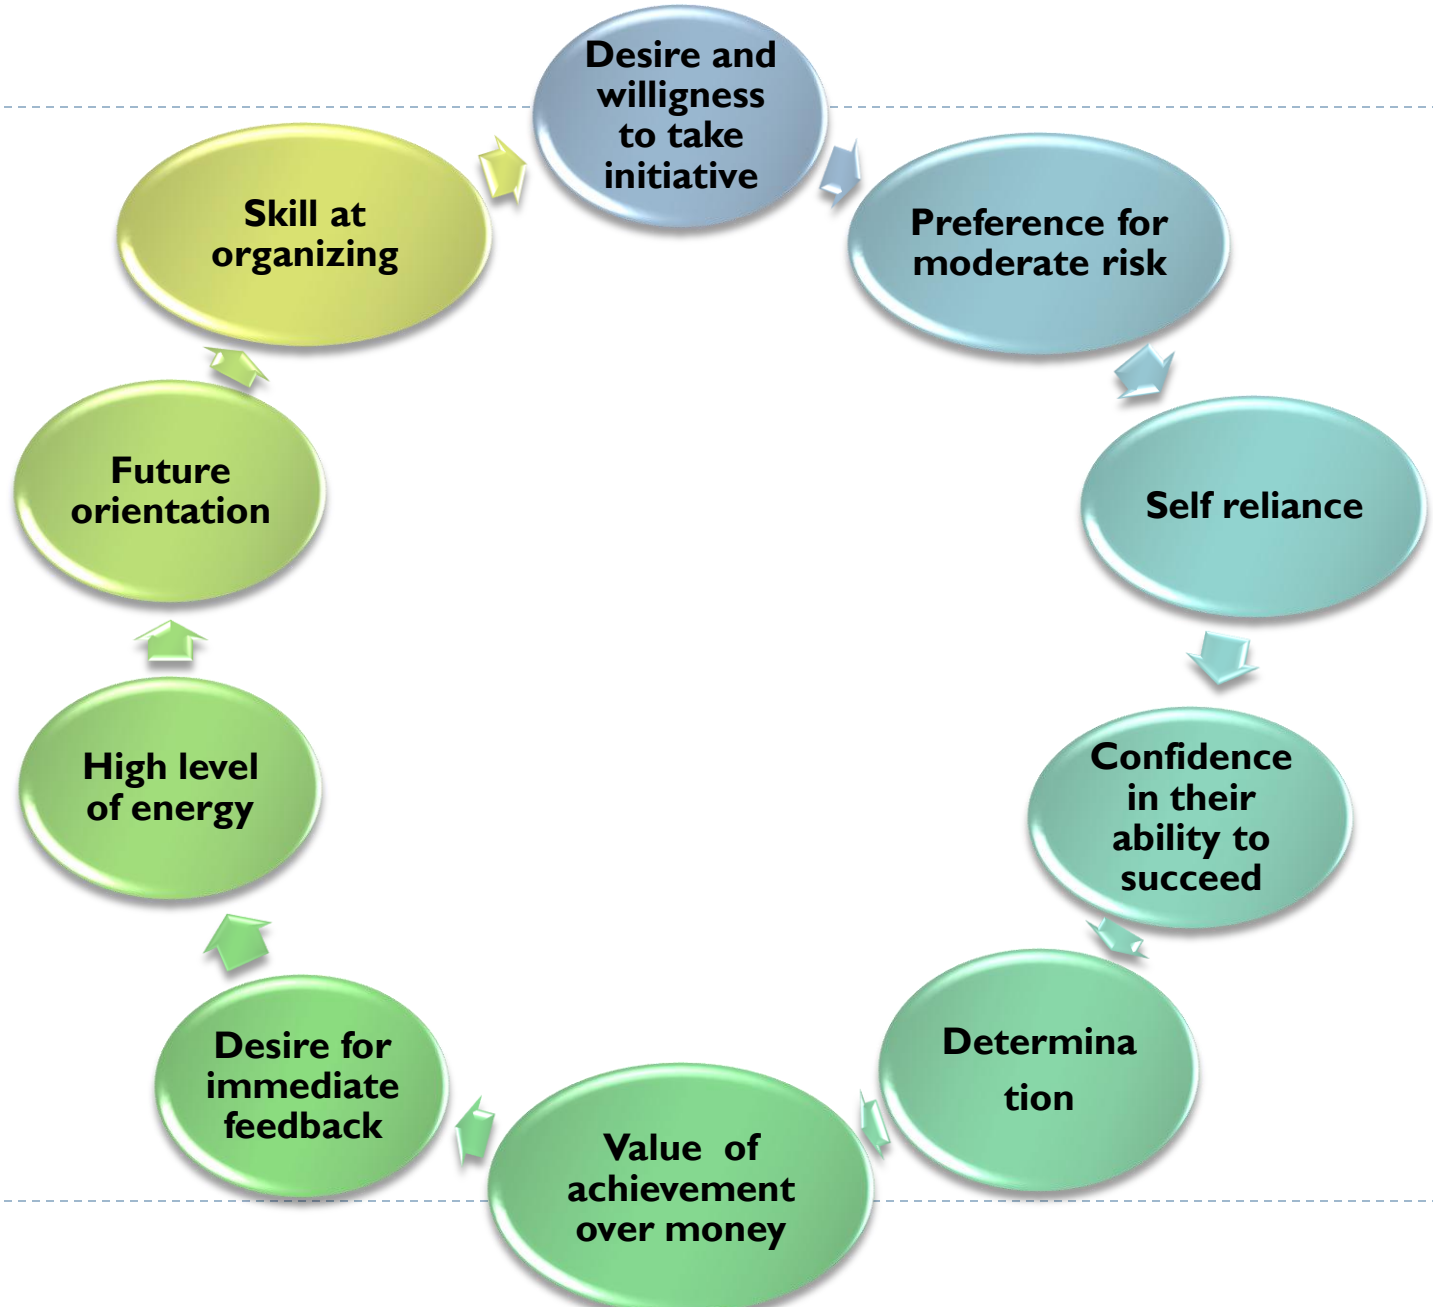 Desire and
willigness
to take
initiative
Preference for
moderate risk
Self reliance
Confidence
in their
ability to
succeed
Determina
tion
Value of
achievement
over money
Desire for
immediate
feedback
High level
of energy
Future
orientation
Skill at
organizing